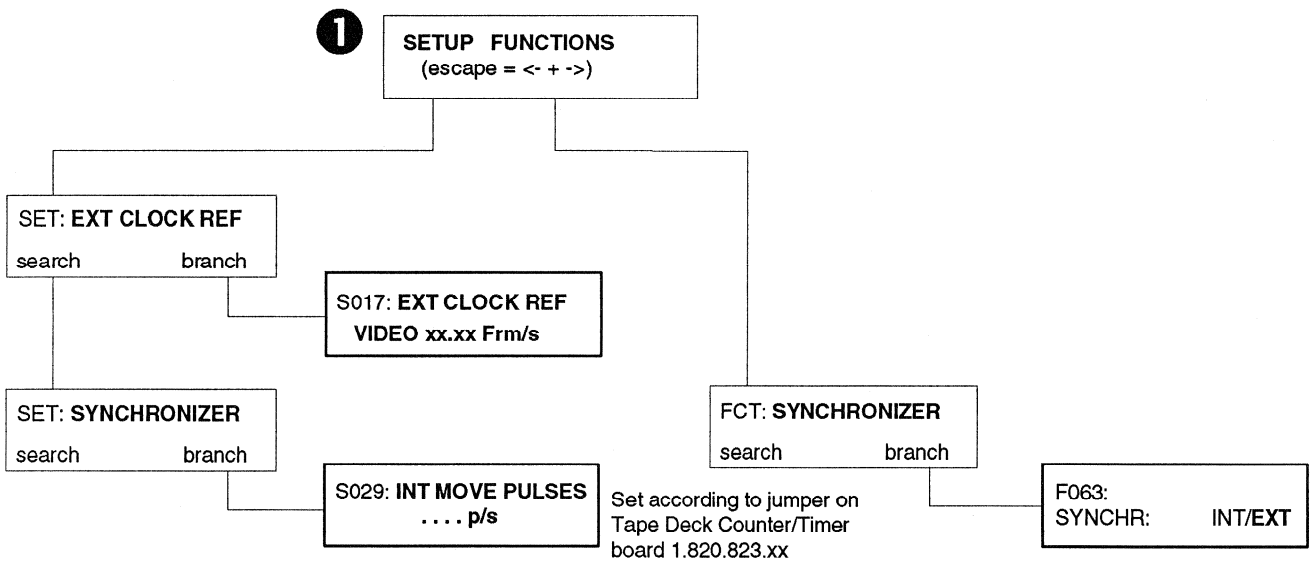 1
SETUP FUNCTIONS
(escape = <- + ->)
SET: EXT CLOCK REF
search branch
S017: EXT CLOCK REF
VIDEO xx.xx Frm/s
SET: SYNCHRONIZER
search branch
S029: INT MOVE PULSES
. . . . p/s
Set according to jumper on
Tape Deck Counter/Timer
board 1.820.823.xx
FCT: SYNCHRONIZER
search branch
F063:
SYNCHR: INT/EXT